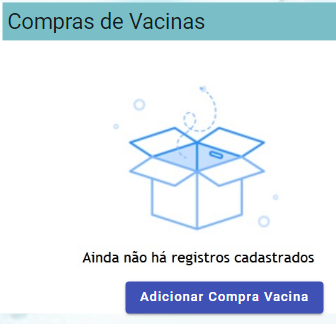 Compras de Vacinas
Ainda não há registros cadastrados
Adicionar Compra Vacina